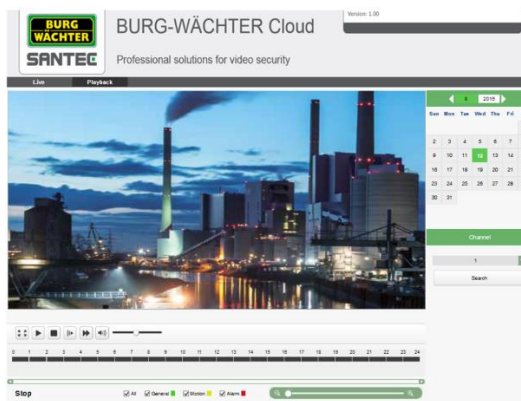 BURG
WÄCHTER
SANTEC
BURG-WÄCHTER Cloud
Professional solutions for video security
Version: 1.00
Live Playback
8 2015
Sun Mon Tue Wed Thu Fri
2 3 4 5 6 7
9 10 11 12 13 14
16 17 18 19 20 21
23 24 25 26 27 28
30 31
Channel
1
Search
0 1 2 3 4 5 6 7 8 9 10 11 12 13 14 15 16 17 18 19 20 21 22 23 24
Stop
All General Motion Alarm